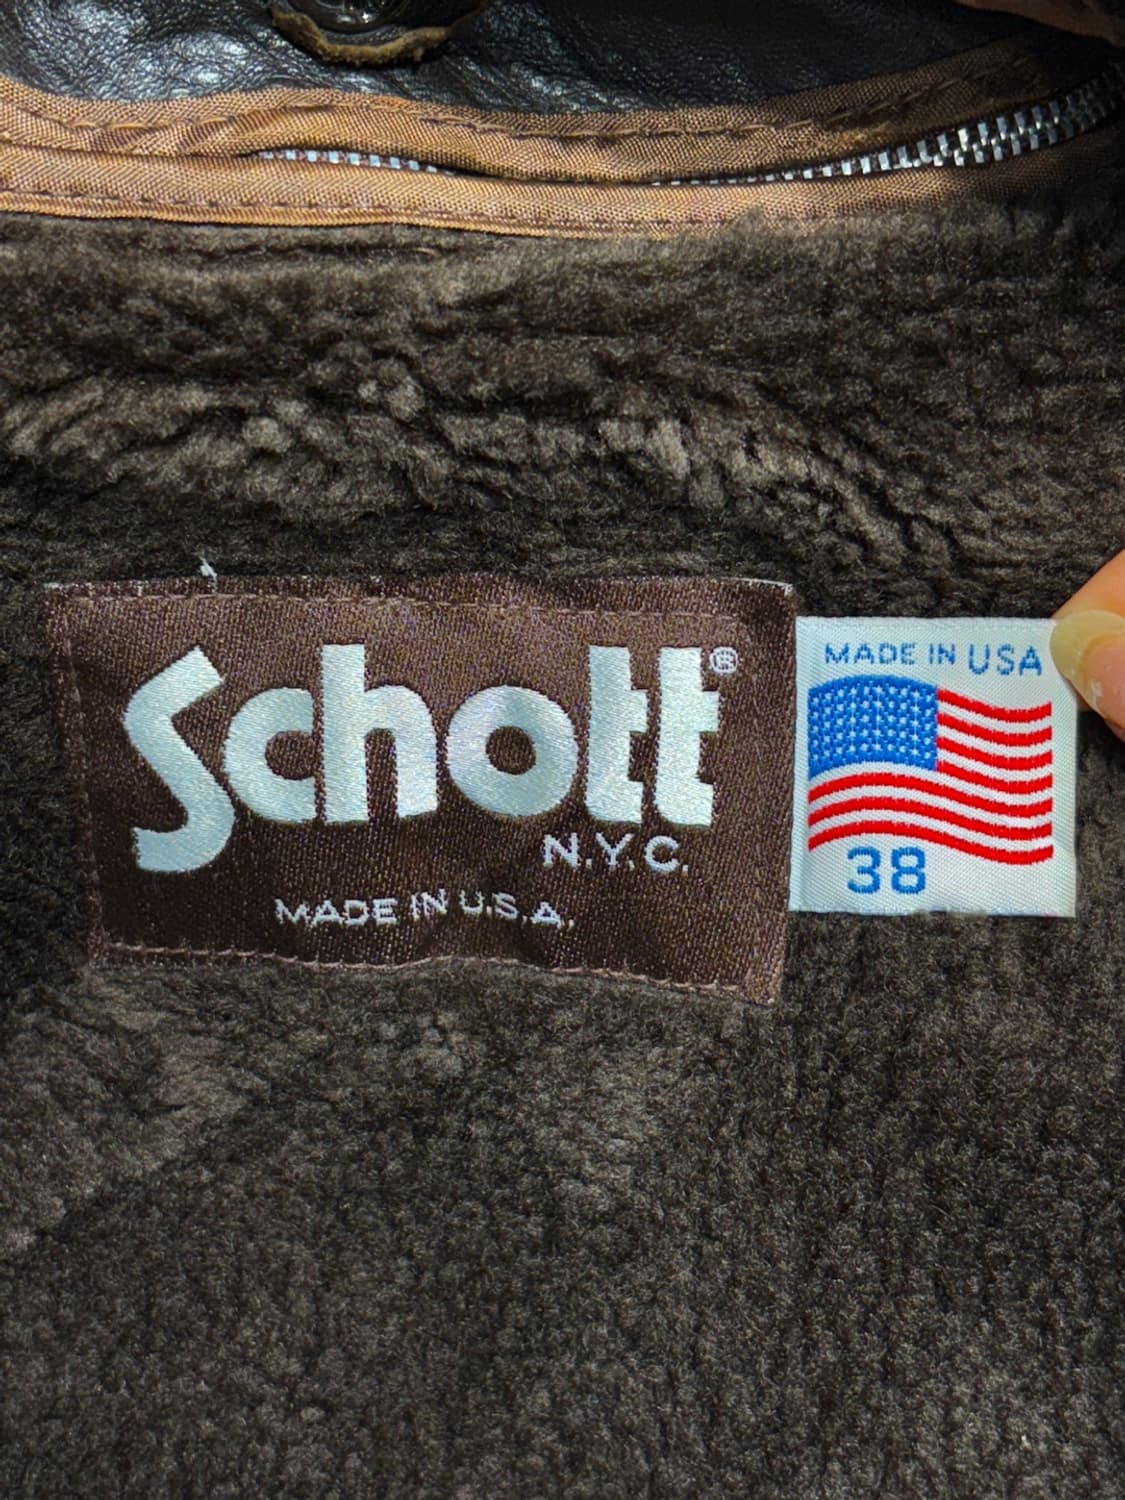 Schott®
N.Y.C.
MADE IN U.S.A.
MADE IN USA
38